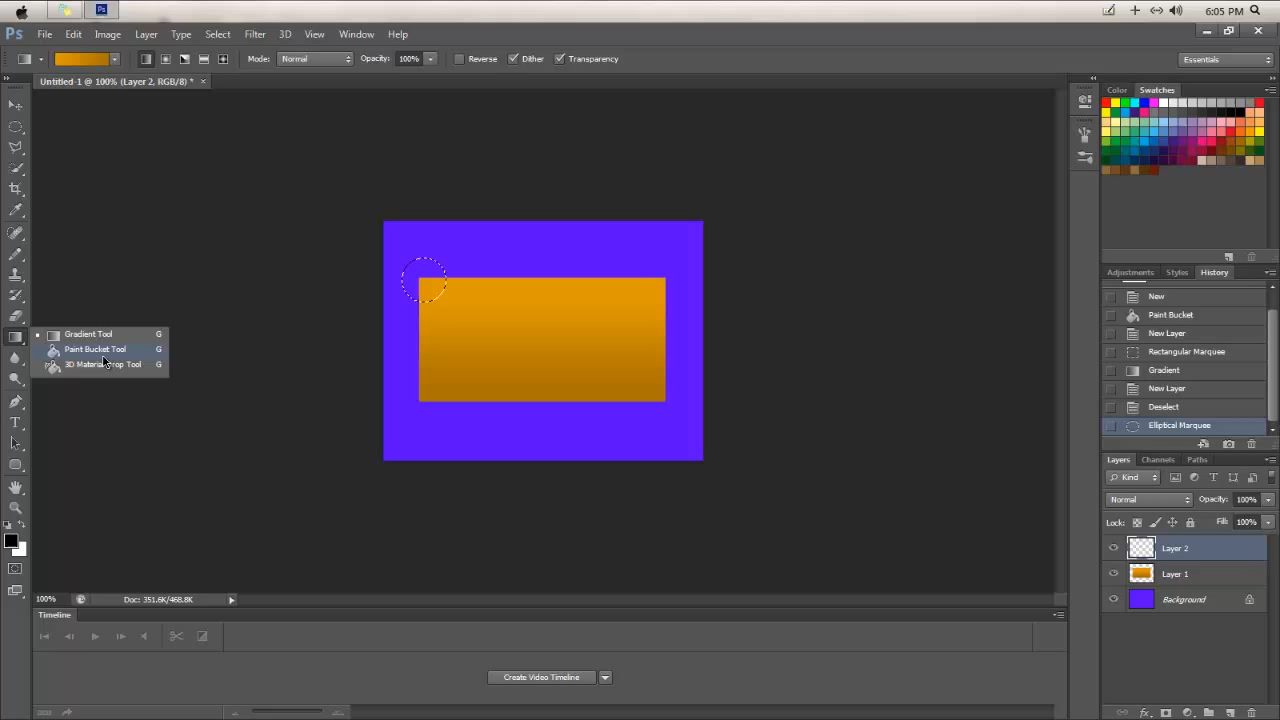 6:05 PM
Ps File Edit Image Layer Type Select Filter 3D View Window Help
Mode: Normal Opacity: 100% Reverse Dither Transparency Essentials
Untitled-1 @ 100% (Layer 2, RGB/8) * ×
Color Swatches
Gradient Tool G
Paint Bucket Tool G
3D Material Drop Tool G
Adjustments Styles History
New
Paint Bucket
New Layer
Rectangular Marquee
Gradient
New Layer
Deselect
Elliptical Marquee
Layers Channels Paths
Kind
Normal Opacity: 100%
Lock: Fill: 100%
Layer 2
Layer 1
Background
100% Doc: 351.6K/468.8K
Timeline
Create Video Timeline